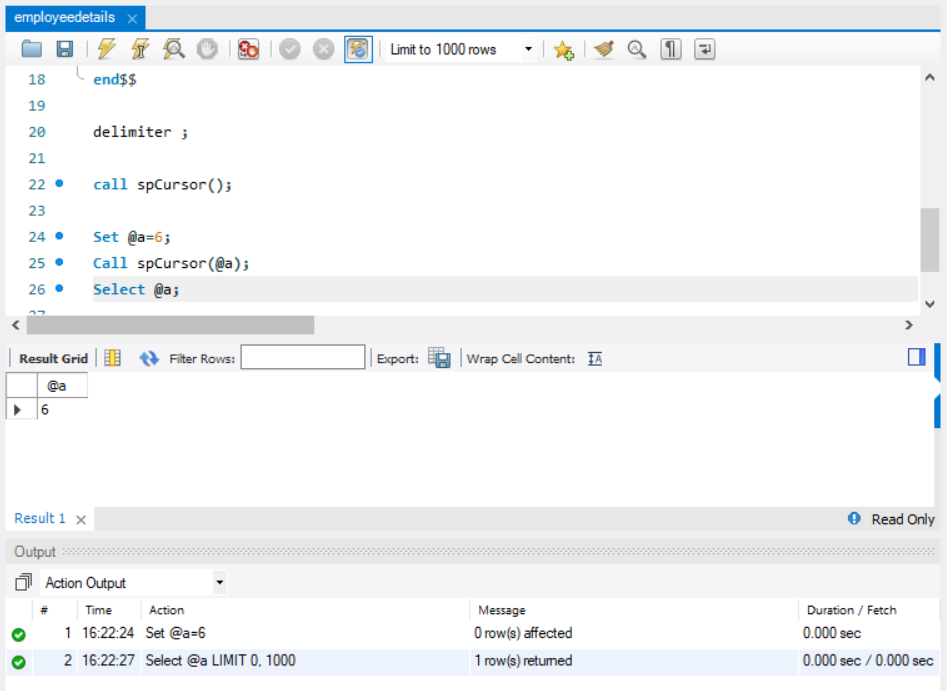 employeedetails ×
Limit to 1000 rows
18 end$$
19
20 delimiter ;
21
22 call spCursor();
23
24 Set @a=6;
25 Call spCursor(@a);
26 Select @a;
27
Result Grid Filter Rows: Export: Wrap Cell Content: IA
@a
6
Result 1 × Read Only
Output
Action Output
# Time Action Message Duration / Fetch
1 16:22:24 Set @a=6 0 row(s) affected 0.000 sec
2 16:22:27 Select @a LIMIT 0, 1000 1 row(s) returned 0.000 sec / 0.000 sec